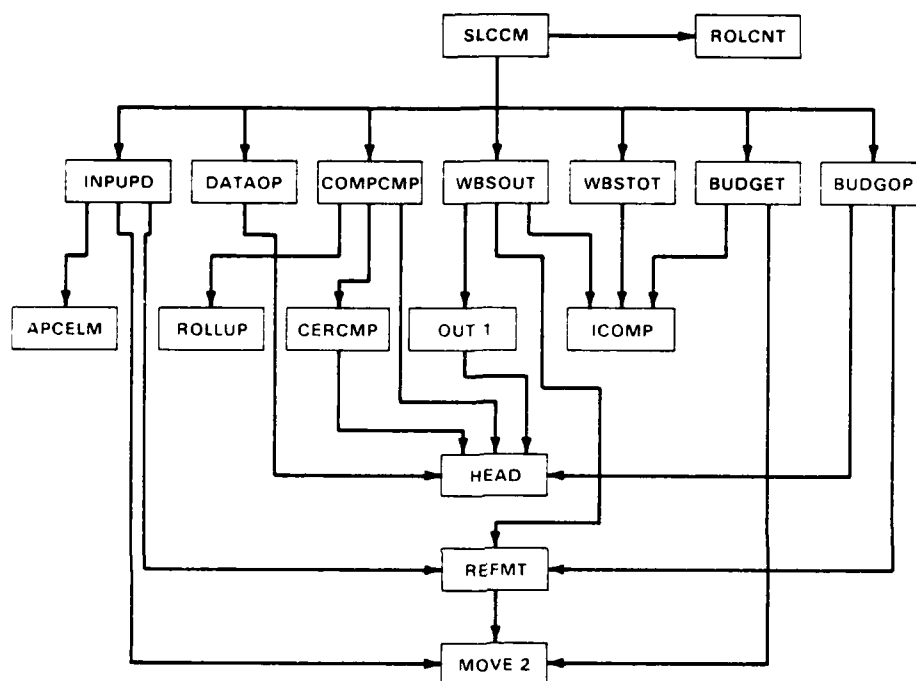 SLCCM ROLCNT
INPUPD DATAOP COMPCMP WBSOUT WBSTOT BUDGET BUDGOP
APCELM ROLLUP CERCMP OUT 1 ICOMP
HEAD
REFMT
MOVE 2